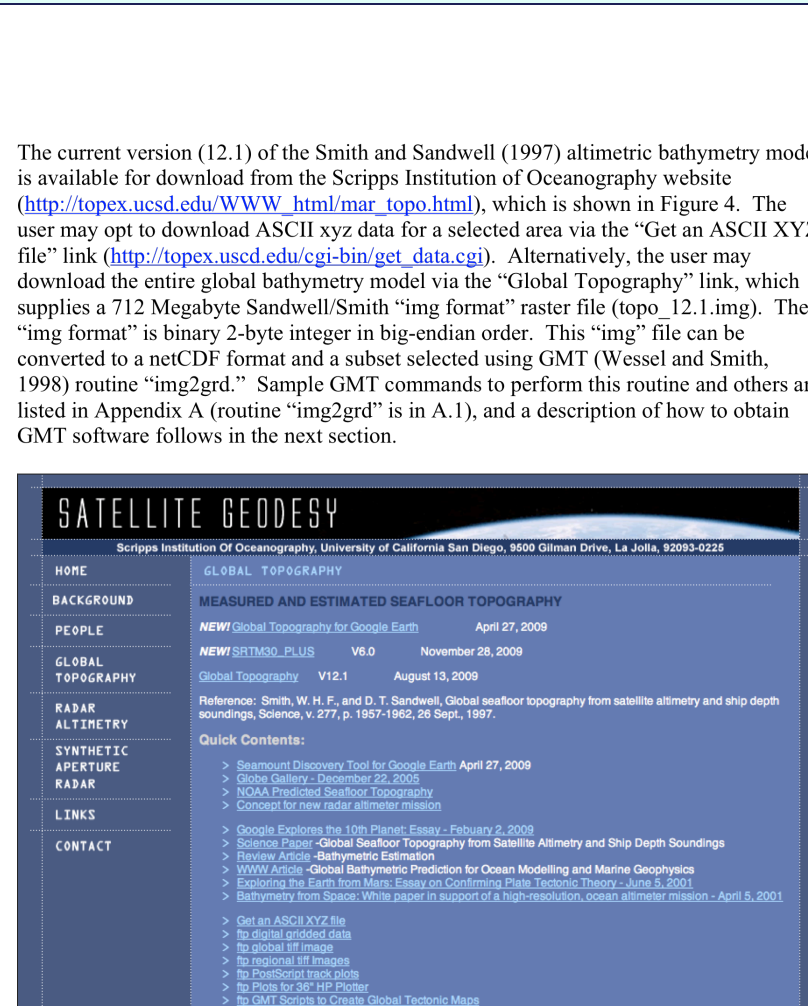 The current version (12.1) of the Smith and Sandwell (1997) altimetric bathymetry mode
is available for download from the Scripps Institution of Oceanography website
(http://topex.ucsd.edu/WWW_html/mar_topo.html), which is shown in Figure 4. The
user may opt to download ASCII xyz data for a selected area via the “Get an ASCII XYZ
file” link (http://topex.uscd.edu/cgi-bin/get_data.cgi). Alternatively, the user may
download the entire global bathymetry model via the “Global Topography” link, which
supplies a 712 Megabyte Sandwell/Smith “img format” raster file (topo_12.1.img). The
“img format” is binary 2-byte integer in big-endian order. This “img” file can be
converted to a netCDF format and a subset selected using GMT (Wessel and Smith,
1998) routine “img2grd.” Sample GMT commands to perform this routine and others ar
listed in Appendix A (routine “img2grd” is in A.1), and a description of how to obtain
GMT software follows in the next section.
SATELLITE GEODESY
Scripps Institution Of Oceanography, University of California San Diego, 9500 Gilman Drive, La Jolla, 92093-0225
HOME
BACKGROUND
PEOPLE
GLOBAL
TOPOGRAPHY
RADAR
ALTIMETRY
SYNTHETIC
APERTURE
RADAR
LINKS
CONTACT
GLOBAL TOPOGRAPHY
MEASURED AND ESTIMATED SEAFLOOR TOPOGRAPHY
NEW! Global Topography for Google Earth April 27, 2009
NEW! SRTM30_PLUS V6.0 November 28, 2009
Global Topography V12.1 August 13, 2009
Reference: Smith, W. H. F., and D. T. Sandwell, Global seafloor topography from satellite altimetry and ship depth
soundings, Science, v. 277, p. 1957-1962, 26 Sept., 1997.
Quick Contents:
> Seamount Discovery Tool for Google Earth April 27, 2009
> Globe Gallery - December 22, 2005
> NOAA Predicted Seafloor Topography
> Concept for new radar altimeter mission
> Google Explores the 10th Planet: Essay - Febuary 2, 2009
> Science Paper -Global Seafloor Topography from Satellite Altimetry and Ship Depth Soundings
> Review Article -Bathymetric Estimation
> WWW Article -Global Bathymetric Prediction for Ocean Modelling and Marine Geophysics
> Exploring the Earth from Mars: Essay on Confirming Plate Tectonic Theory - June 5, 2001
> Bathymetry from Space: White paper in support of a high-resolution, ocean altimeter mission - April 5, 2001
> Get an ASCII XYZ file
> ftp digital gridded data
> ftp global tiff image
> ftp regional tiff Images
> ftp PostScript track plots
> ftp Plots for 36" HP Plotter
> ftp GMT Scripts to Create Global Tectonic Maps